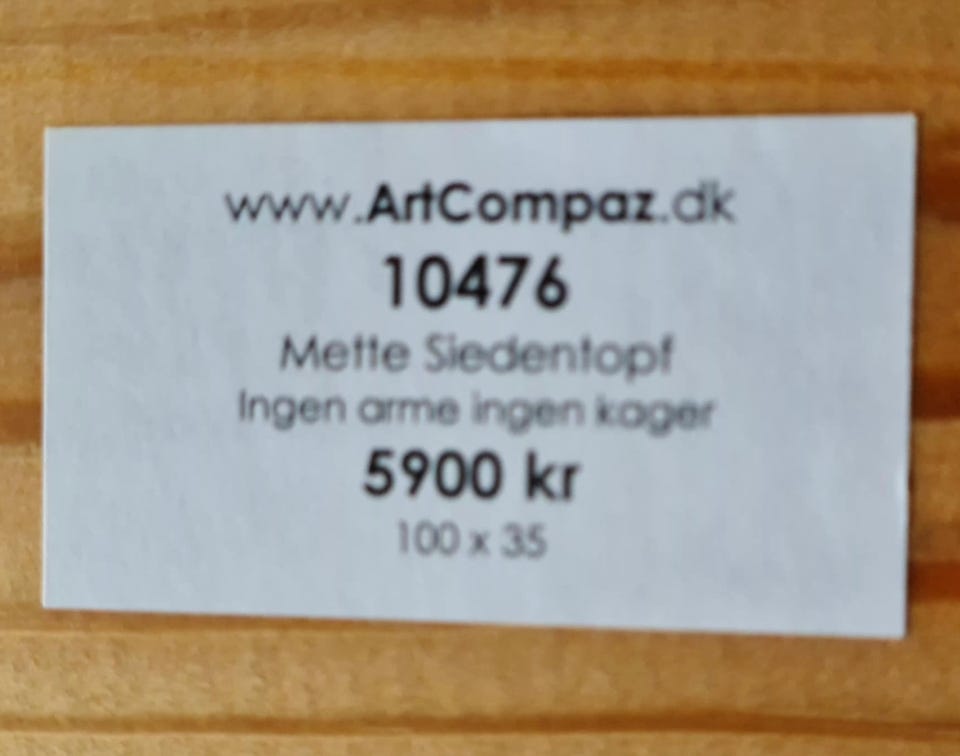 www.ArtCompaz.dk
10476
Mette Siedentopf
Ingen arme ingen kager
5900 kr
100 x 35